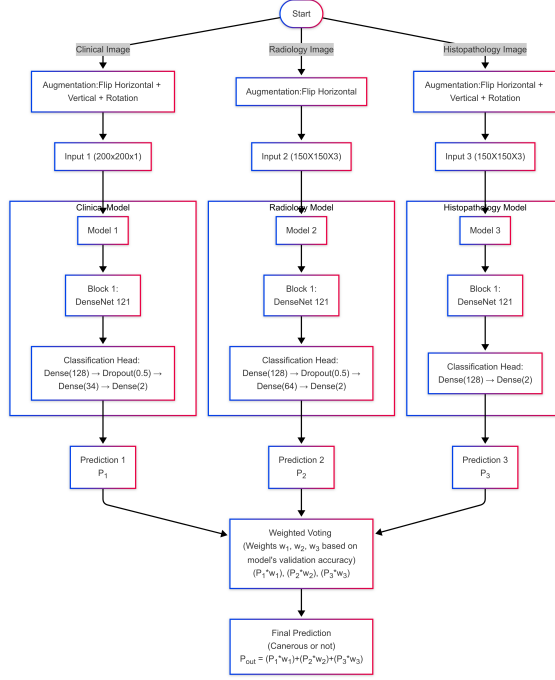 Start
Clinical Image
Radiology Image
Histopathology Image
Augmentation:Flip Horizontal +
Vertical + Rotation
Augmentation:Flip Horizontal
Augmentation:Flip Horizontal +
Vertical + Rotation
Input 1 (200x200x1)
Input 2 (150X150X3)
Input 3 (150X150X3)
Clinical Model
Radiology Model
Histopathology Model
Model 1
Model 2
Model 3
Block 1:
DenseNet 121
Block 1:
DenseNet 121
Block 1:
DenseNet 121
Classification Head:
Dense(128) → Dropout(0.5) →
Dense(34) → Dense(2)
Classification Head:
Dense(128) → Dropout(0.5) →
Dense(64) → Dense(2)
Classification Head:
Dense(128) → Dense(2)
Prediction 1
P₁
Prediction 2
P₂
Prediction 3
P₃
Weighted Voting
(Weights w₁, w₂, w₃ based on
model's validation accuracy)
(P₁*w₁), (P₂*w₂), (P₃*w₃)
Final Prediction
(Canerous or not)
Pout = (P₁*w₁)+(P₂*w₂)+(P₃*w₃)